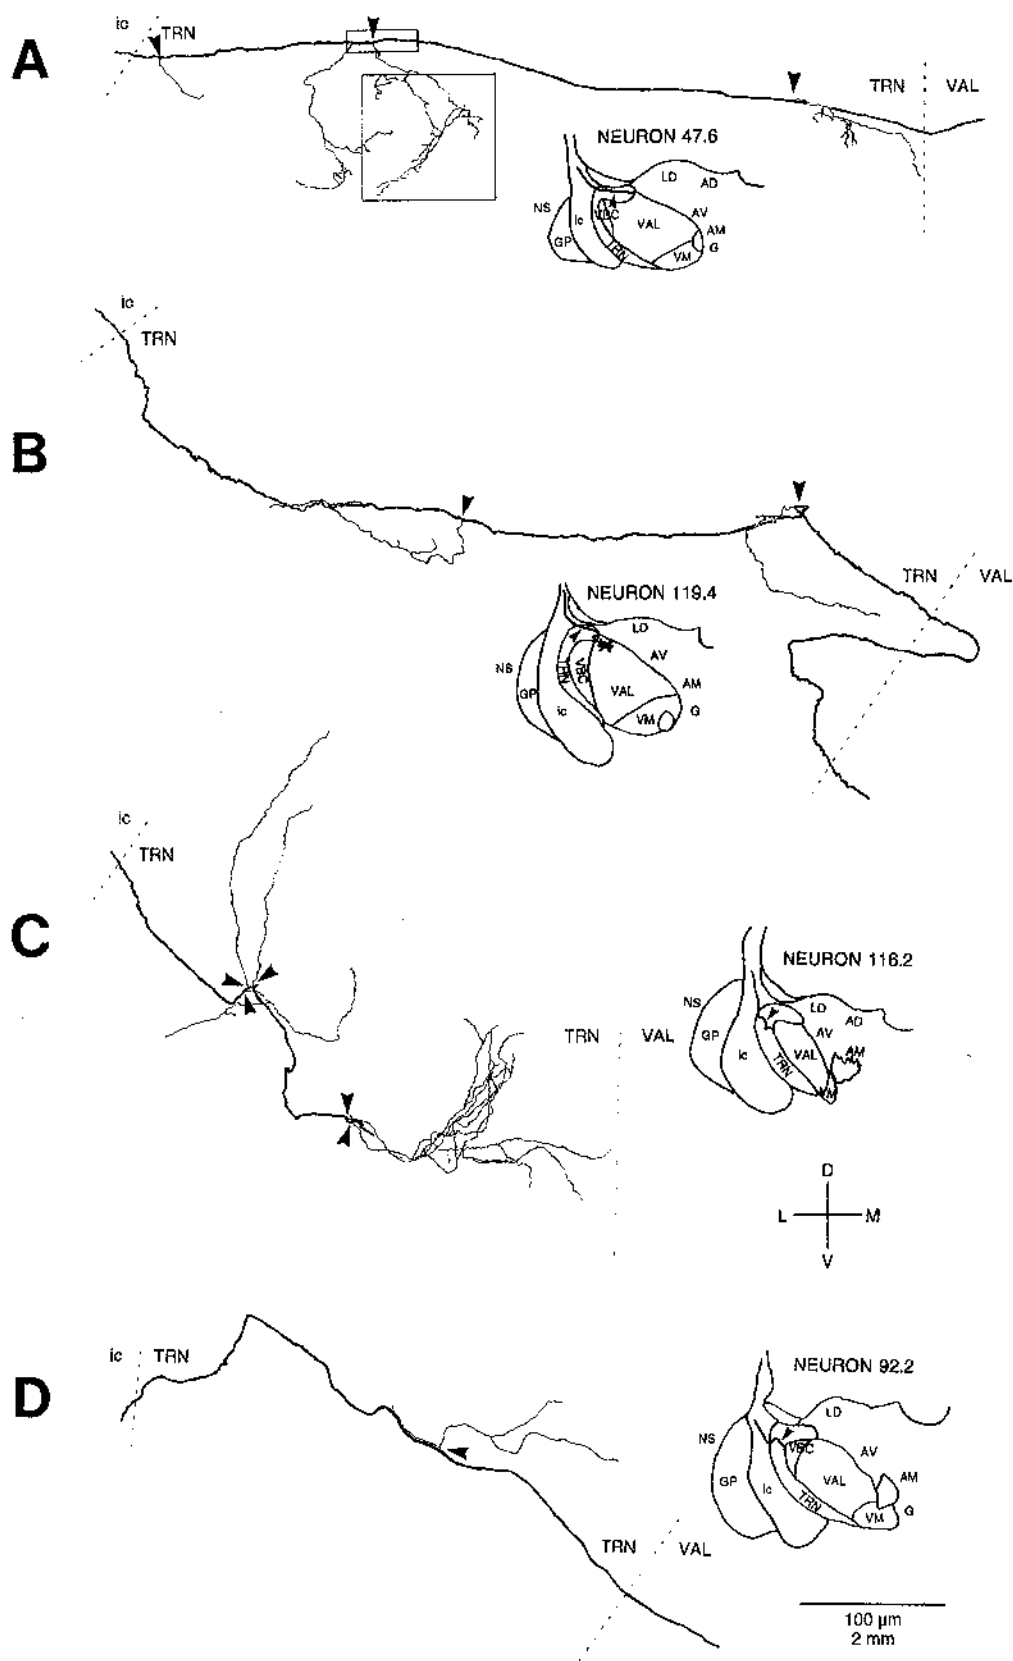 A
ic TRN
TRN VAL
NEURON 47.6
LD AD
NS ic VBC VAL AV
AM
GP TRN VM G
ic
TRN
B
TRN VAL
NEURON 119.4
LD
AV
NS GP TRN VBC VAL AM
ic VM G
ic
TRN
C
NEURON 116.2
NS LD AD
TRN VAL GP ic AV
TRN VAL AM
VM
D
L M
V
D
ic TRN
NEURON 92.2
LD
NS VBC AV
GP ic VAL AM
TRN VM G
TRN VAL
100 µm
2 mm